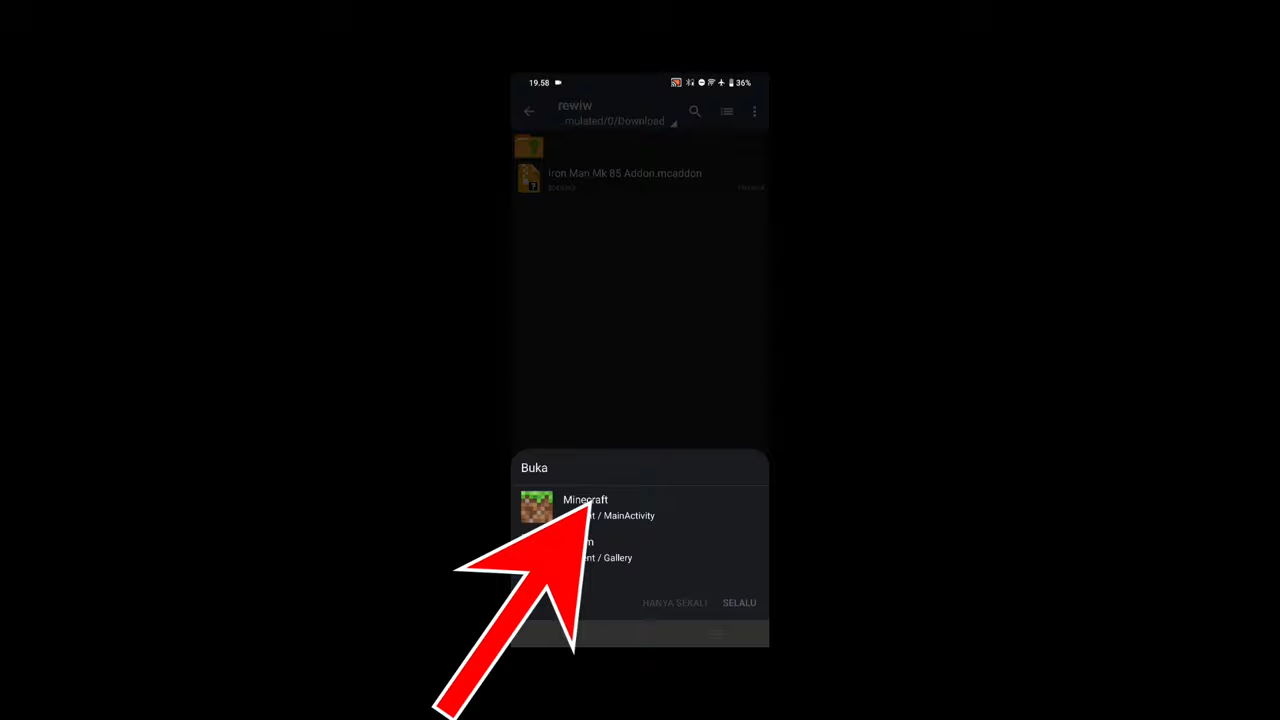 19.58
36%
rewiw
..mulated/0/Download
Iron Man Mk 85 Addon.mcaddon
Buka
Minecraft
t / MainActivity
m
ent / Gallery
HANYA SEKALI
SELALU